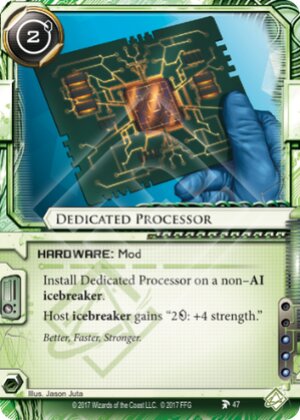 2
DEDICATED PROCESSOR
HARDWARE: Mod
Install Dedicated Processor on a non–AI
icebreaker.
Host icebreaker gains “2: +4 strength.”
Better, Faster, Stronger.
Illus. Jason Juta
© 2017 Wizards of the Coast LLC. © 2017 FFG 47